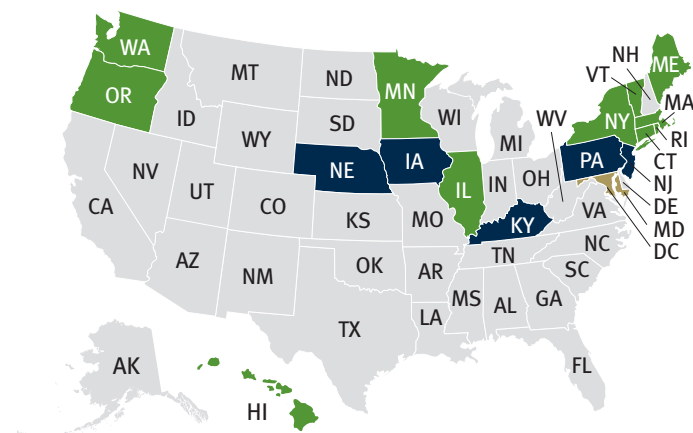 WA
MT
ND
MN
NH
VT
ME
OR
ID
SD
WI
MI
WV
NY
MA
RI
WY
NE
IA
PA
CT
NJ
NV
UT
CO
IL
IN
OH
DE
MD
DC
CA
KS
MO
KY
VA
NC
AZ
NM
OK
AR
TN
SC
MS
AL
GA
TX
LA
AK
HI
FL